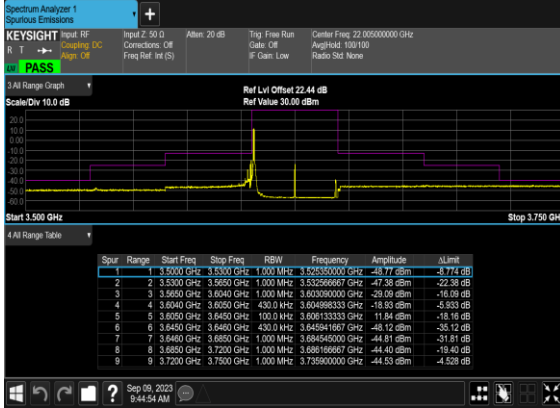 Spectrum Analyzer 1
Spurious Emissions
KEYSIGHT Input: RF Input Z: 50 Ω Atten: 20 dB Trig: Free Run Center Freq: 22.005000000 GHz
R T Coupling: DC Corrections: Off Gate: Off Avg|Hold: 100/100
Align: Off Freq Ref: Int (S) IF Gain: Low Radio Std: None
LXI PASS
3 All Range Graph
Ref Lvl Offset 22.44 dB
Scale/Div 10.0 dB Ref Value 30.00 dBm
20.0
10.0
0.00
-10.0
-20.0
-30.0
-40.0
-50.0
-60.0
Start 3.500 GHz Stop 3.750 GH
4 All Range Table
Spur Range Start Freq Stop Freq RBW Frequency Amplitude ΔLimit
1 1 3.5000 GHz 3.5300 GHz 1.000 MHz 3.525350000 GHz -48.77 dBm -8.774 dB
2 2 3.5300 GHz 3.5650 GHz 1.000 MHz 3.532566667 GHz -47.38 dBm -22.38 dB
3 3 3.5650 GHz 3.6040 GHz 1.000 MHz 3.603090000 GHz -29.09 dBm -16.09 dB
4 4 3.6040 GHz 3.6050 GHz 430.0 kHz 3.604998333 GHz -18.93 dBm -5.933 dB
5 5 3.6050 GHz 3.6450 GHz 100.0 kHz 3.606133333 GHz 11.84 dBm -18.16 dB
6 6 3.6450 GHz 3.6460 GHz 430.0 kHz 3.645941667 GHz -48.12 dBm -35.12 dB
7 7 3.6460 GHz 3.6850 GHz 1.000 MHz 3.684545000 GHz -44.81 dBm -31.81 dB
8 8 3.6850 GHz 3.7200 GHz 1.000 MHz 3.686166667 GHz -44.40 dBm -19.40 dB
9 9 3.7200 GHz 3.7500 GHz 1.000 MHz 3.735900000 GHz -44.53 dBm -4.528 dB
Sep 09, 2023
9:44:54 AM